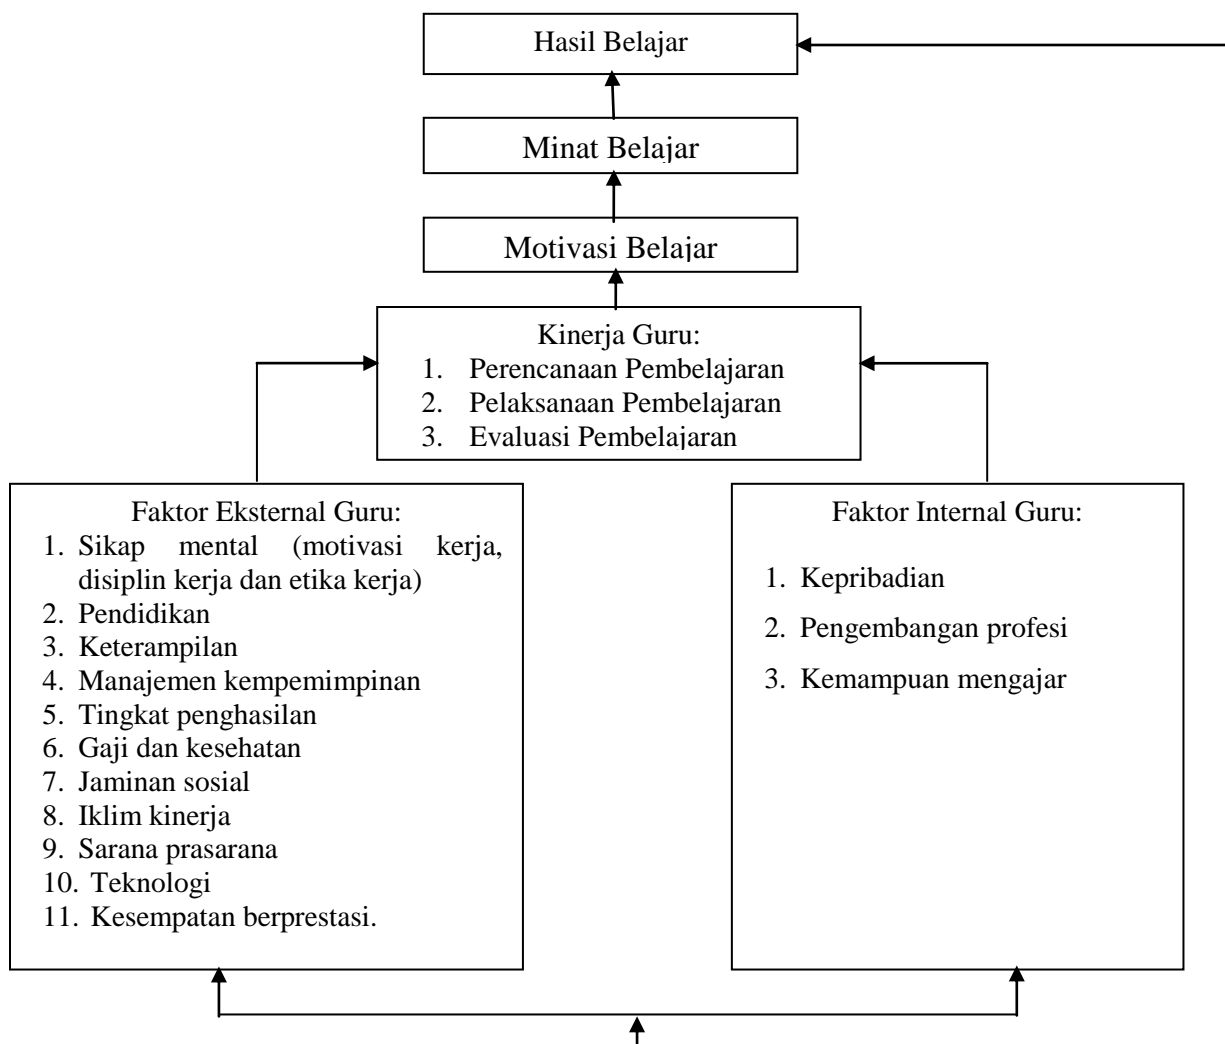 Hasil Belajar
Minat Belajar
Motivasi Belajar
Kinerja Guru:
1. Perencanaan Pembelajaran
2. Pelaksanaan Pembelajaran
3. Evaluasi Pembelajaran
Faktor Eksternal Guru:
1. Sikap mental (motivasi kerja,
disiplin kerja dan etika kerja)
2. Pendidikan
3. Keterampilan
4. Manajemen kempemimpinan
5. Tingkat penghasilan
6. Gaji dan kesehatan
7. Jaminan sosial
8. Iklim kinerja
9. Sarana prasarana
10. Teknologi
11. Kesempatan berprestasi.
Faktor Internal Guru:
1. Kepribadian
2. Pengembangan profesi
3. Kemampuan mengajar